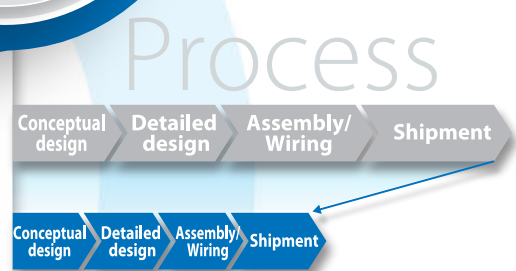 Process
Conceptual design
Detailed design
Assembly/ Wiring
Shipment
Conceptual design
Detailed design
Assembly/ Wiring
Shipment